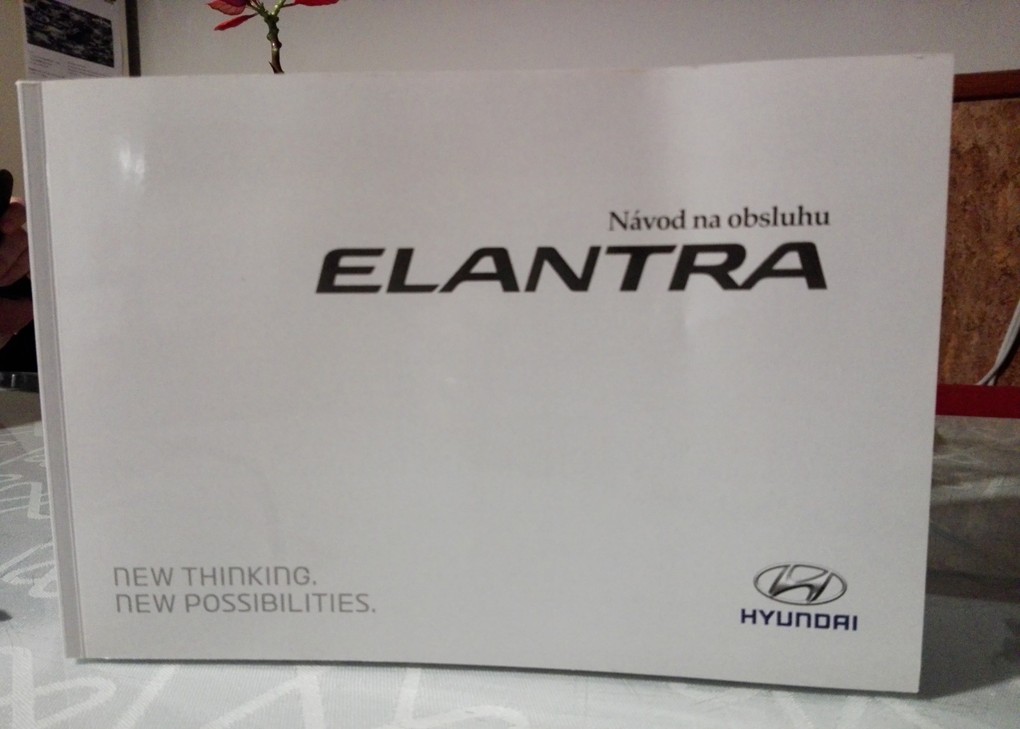 Návod na obsluhu
ELANTRA
NEW THINKING.
NEW POSSIBILITIES.
HYUNDAI